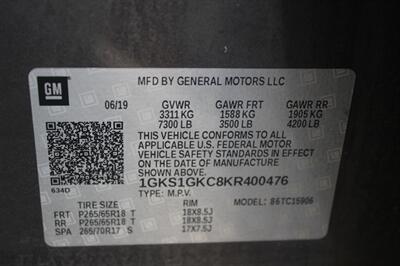 MFD BY GENERAL MOTORS LLC
GM
06/19 GVWR GAWR FRT GAWR RR
3311 KG 1588 KG 1905 KG
7300 LB 3500 LB 4200 LB
THIS VEHICLE CONFORMS TO ALL
APPLICABLE U.S. FEDERAL MOTOR
VEHICLE SAFETY STANDARDS IN EFFECT
ON THE DATE OF MANUFACTURE
SHOWN ABOVE.
634D
1GKS1GKC8KR400476
TYPE: M.P.V. MODEL: 86TC15906
TIRE SIZE RIM
FRT P265/65R18 T 18X8.5J
RR P265/65R18 T 18X8.5J
SPA 265/70R17 S 17X7.5J